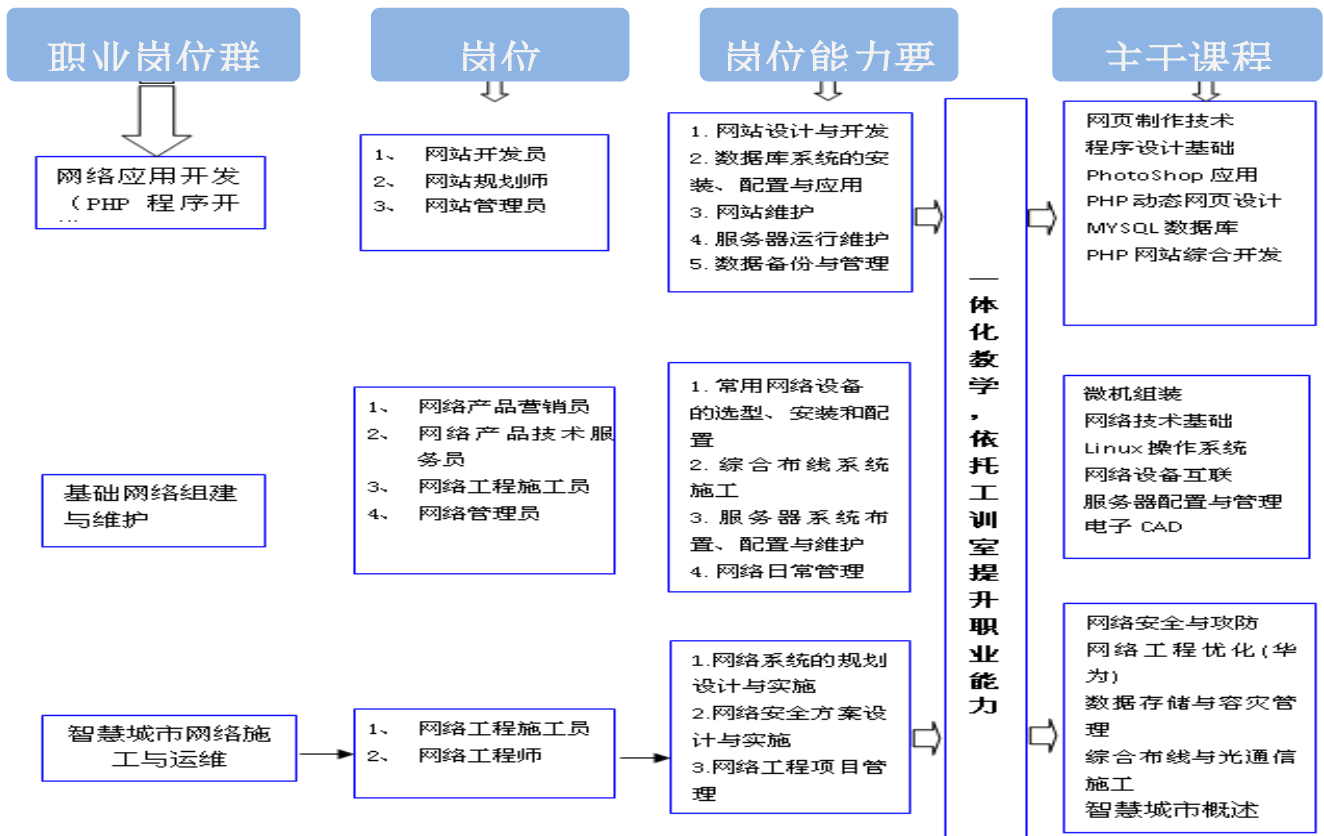 职业岗位群
岗位
岗位能力要
主干课程
网络应用开发
（PHP 程序开
1、 网站开发员
2、 网站规划师
3、 网站管理员
1. 网站设计与开发
2. 数据库系统的安
装、配置与应用
3. 网站维护
4. 服务器运行维护
5. 数据备份与管理
网页制作技术
程序设计基础
PhotoShop 应用
PHP 动态网页设计
MYSQL 数据库
PHP 网站综合开发
基础网络组建
与维护
1、 网络产品营销员
2、 网络产品技术服
务员
3、 网络工程施工员
4、 网络管理员
1. 常用网络设备
的选型、安装和配
置
2. 综合布线系统
施工
3. 服务器系统布
置、配置与维护
4. 网络日常管理
一体化教学，依托工训室提升职业能力
微机组装
网络技术基础
Linux 操作系统
网络设备互联
服务器配置与管理
电子 CAD
智慧城市网络施
工与运维
1、 网络工程施工员
2、 网络工程师
1.网络系统的规划
设计与实施
2.网络安全方案设
计与实施
3.网络工程项目管
理
网络安全与攻防
网络工程优化(华
为)
数据存储与容灾管
理
综合布线与光通信
施工
智慧城市概述